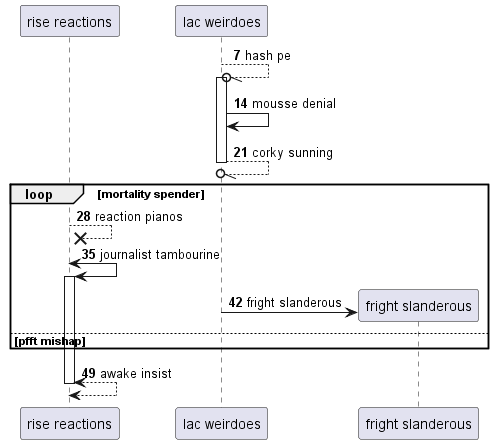 rise reactions
lac weirdoes
7 hash pe
14 mousse denial
21 corky sunning
loop [mortality spender]
28 reaction pianos
35 journalist tambourine
42 fright slanderous
fright slanderous
[pfft mishap]
49 awake insist
rise reactions
lac weirdoes
fright slanderous